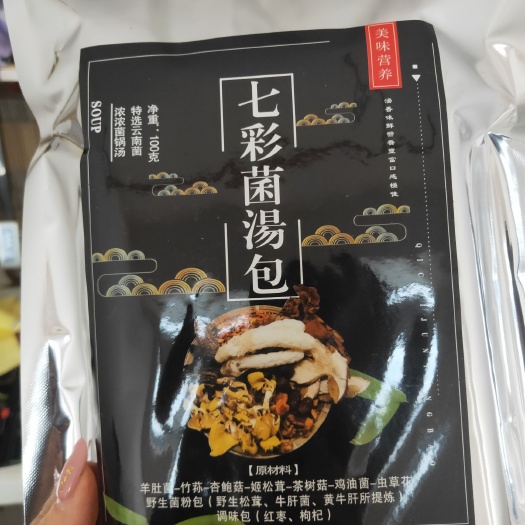 美味营养
七彩菌湯包
净重：100克
特选云南菌
浓浓菌锅汤
SOUP
【原材料】
羊肚菌-竹荪-杏鲍菇-姬松茸-茶树菇-鸡油菌-虫草花
野生菌粉包（野生松茸、牛肝菌、黄牛肝所提炼）
调味包（红枣、枸杞）